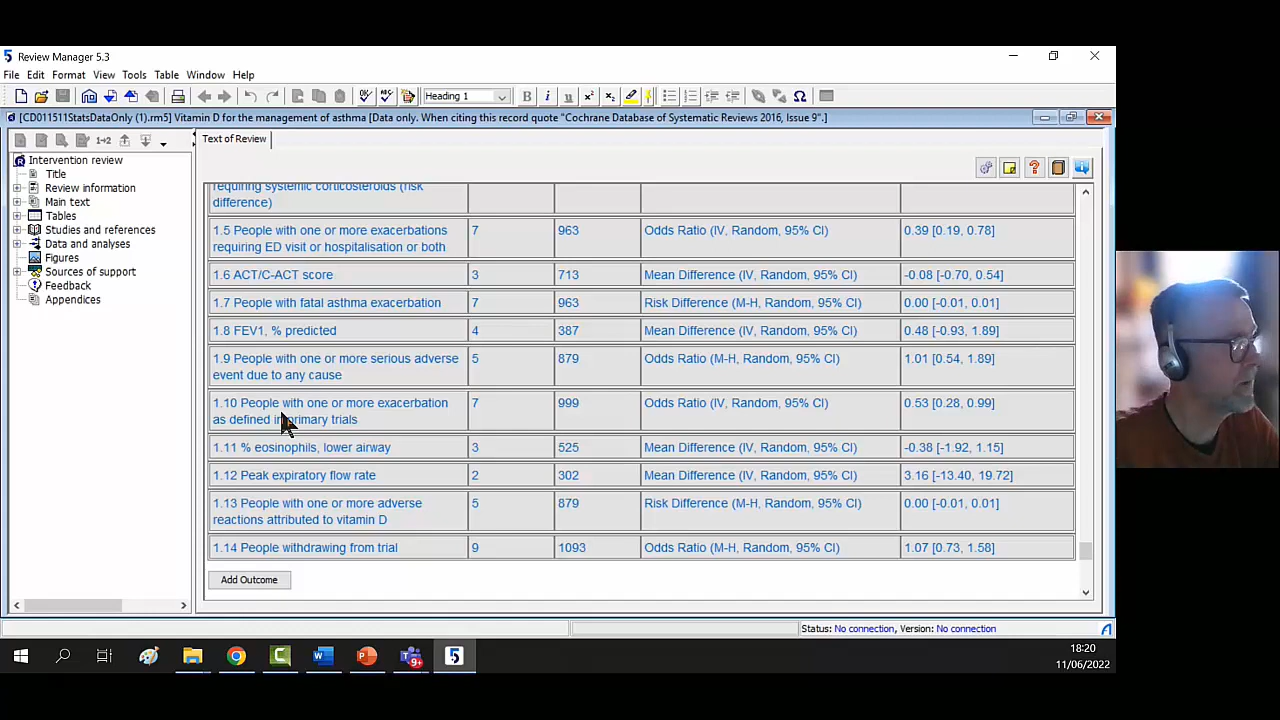 5 Review Manager 5.3
File Edit Format View Tools Table Window Help
Heading 1
[CD011511StatsDataOnly (1).rm5] Vitamin D for the management of asthma [Data only. When citing this record quote "Cochrane Database of Systematic Reviews 2016, Issue 9".]
Text of Review
Intervention review
Title
Review information
Main text
Tables
Studies and references
Data and analyses
Figures
Sources of support
Feedback
Appendices
requiring systemic corticosteroids (risk
difference)
1.5 People with one or more exacerbations
requiring ED visit or hospitalisation or both
7 963 Odds Ratio (IV, Random, 95% CI) 0.39 [0.19, 0.78]
1.6 ACT/C-ACT score 3 713 Mean Difference (IV, Random, 95% CI) -0.08 [-0.70, 0.54]
1.7 People with fatal asthma exacerbation 7 963 Risk Difference (M-H, Random, 95% CI) 0.00 [-0.01, 0.01]
1.8 FEV1, % predicted 4 387 Mean Difference (IV, Random, 95% CI) 0.48 [-0.93, 1.89]
1.9 People with one or more serious adverse
event due to any cause
5 879 Odds Ratio (M-H, Random, 95% CI) 1.01 [0.54, 1.89]
1.10 People with one or more exacerbation
as defined in primary trials
7 999 Odds Ratio (IV, Random, 95% CI) 0.53 [0.28, 0.99]
1.11 % eosinophils, lower airway 3 525 Mean Difference (IV, Random, 95% CI) -0.38 [-1.92, 1.15]
1.12 Peak expiratory flow rate 2 302 Mean Difference (IV, Random, 95% CI) 3.16 [-13.40, 19.72]
1.13 People with one or more adverse
reactions attributed to vitamin D
5 879 Risk Difference (M-H, Random, 95% CI) 0.00 [-0.01, 0.01]
1.14 People withdrawing from trial 9 1093 Odds Ratio (M-H, Random, 95% CI) 1.07 [0.73, 1.58]
Add Outcome
Status: No connection, Version: No connection
18:20
11/06/2022